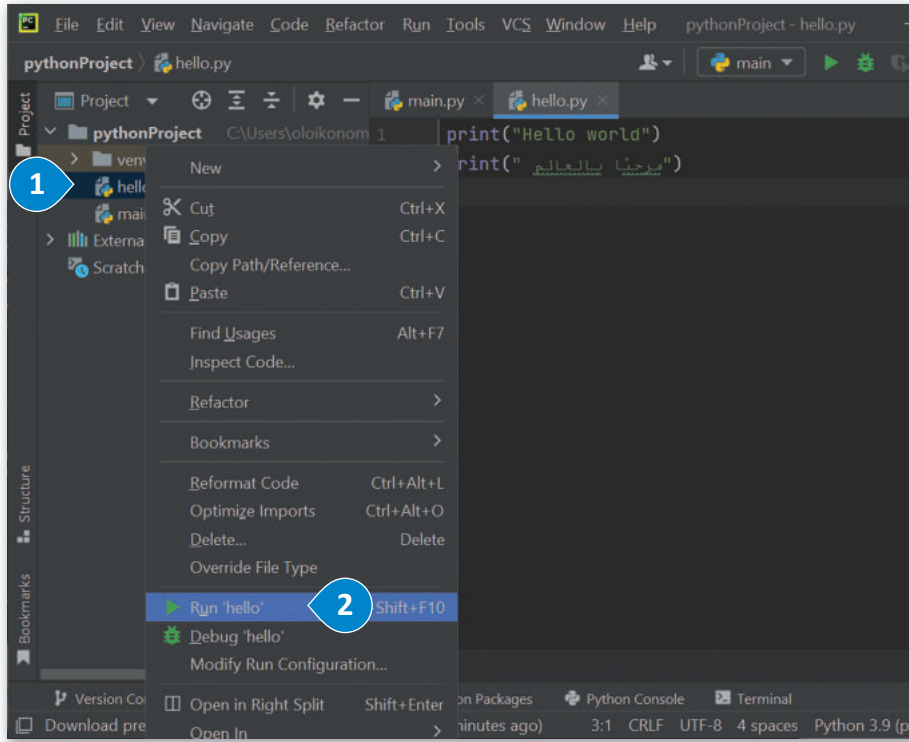 File Edit View Navigate Code Refactor Run Tools VCS Window Help pythonProject - hello.py
pythonProject hello.py main
Project main.py hello.py
Project
pythonProject C:\Users\oloikonom
1 print("Hello world")
rint(" مرحبًا بالعالم")
venv
1 hello
mai
Externa
Scratch
New
Cut Ctrl+X
Copy Ctrl+C
Copy Path/Reference...
Paste Ctrl+V
Find Usages Alt+F7
Inspect Code...
Refactor
Bookmarks
Reformat Code Ctrl+Alt+L
Optimize Imports Ctrl+Alt+O
Delete... Delete
Override File Type
Run 'hello' 2 Shift+F10
Debug 'hello'
Modify Run Configuration...
Open in Right Split Shift+Enter
Open In
Structure
Bookmarks
Version Co on Packages Python Console Terminal
Download pre minutes ago) 3:1 CRLF UTF-8 4 spaces Python 3.9 (p